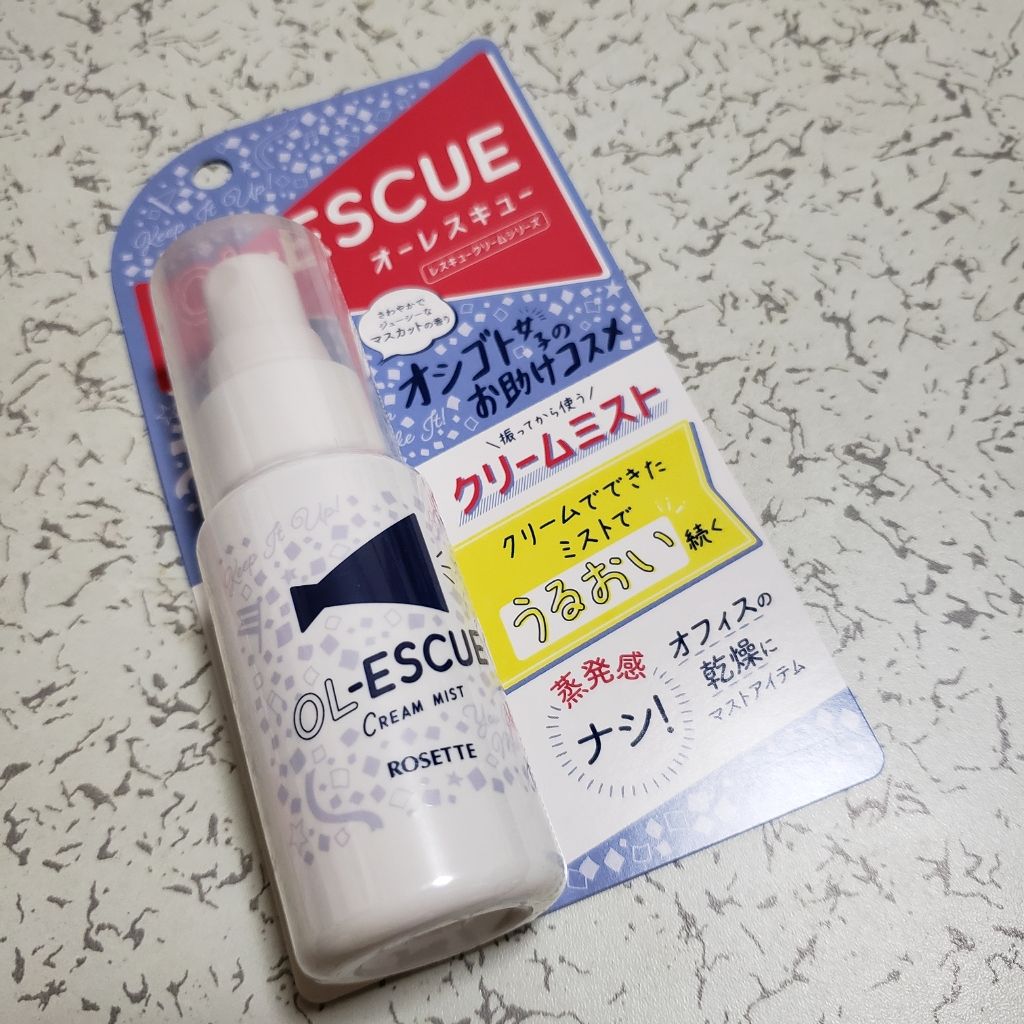 Keep It Up!
ESCUE
オーレスキュー
レスキュークリームシリーズ
さわやかで
ジューシーな
マスカットの香り
オシゴト女子の
お助けコスメ
振ってから使う
クリームミスト
クリームでできた
ミストで
うるおい続く
蒸発感
ナシ!
オフィスの
乾燥に
マストアイテム
Keep It Up!
OL-ESCUE
CREAM MIST
ROSETTE